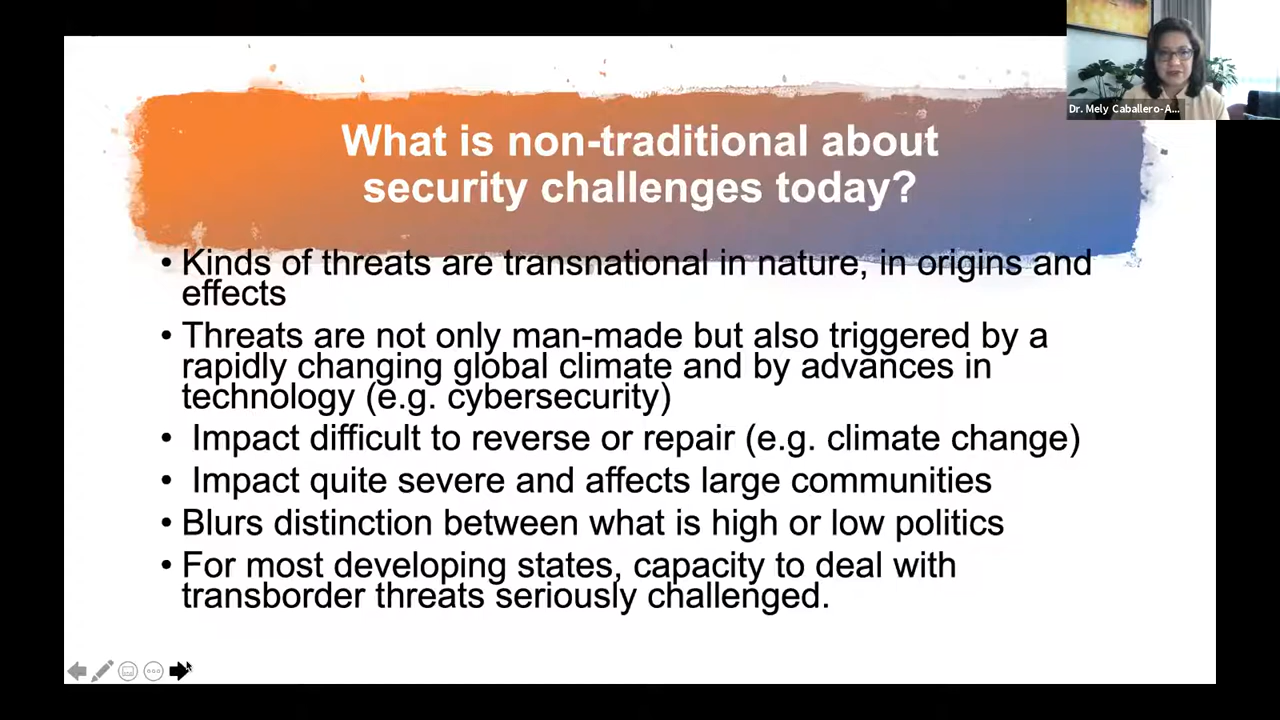 Dr. Mely Caballero-A...
What is non-traditional about
security challenges today?
• Kinds of threats are transnational in nature, in origins and
effects
• Threats are not only man-made but also triggered by a
rapidly changing global climate and by advances in
technology (e.g. cybersecurity)
• Impact difficult to reverse or repair (e.g. climate change)
• Impact quite severe and affects large communities
• Blurs distinction between what is high or low politics
• For most developing states, capacity to deal with
transborder threats seriously challenged.